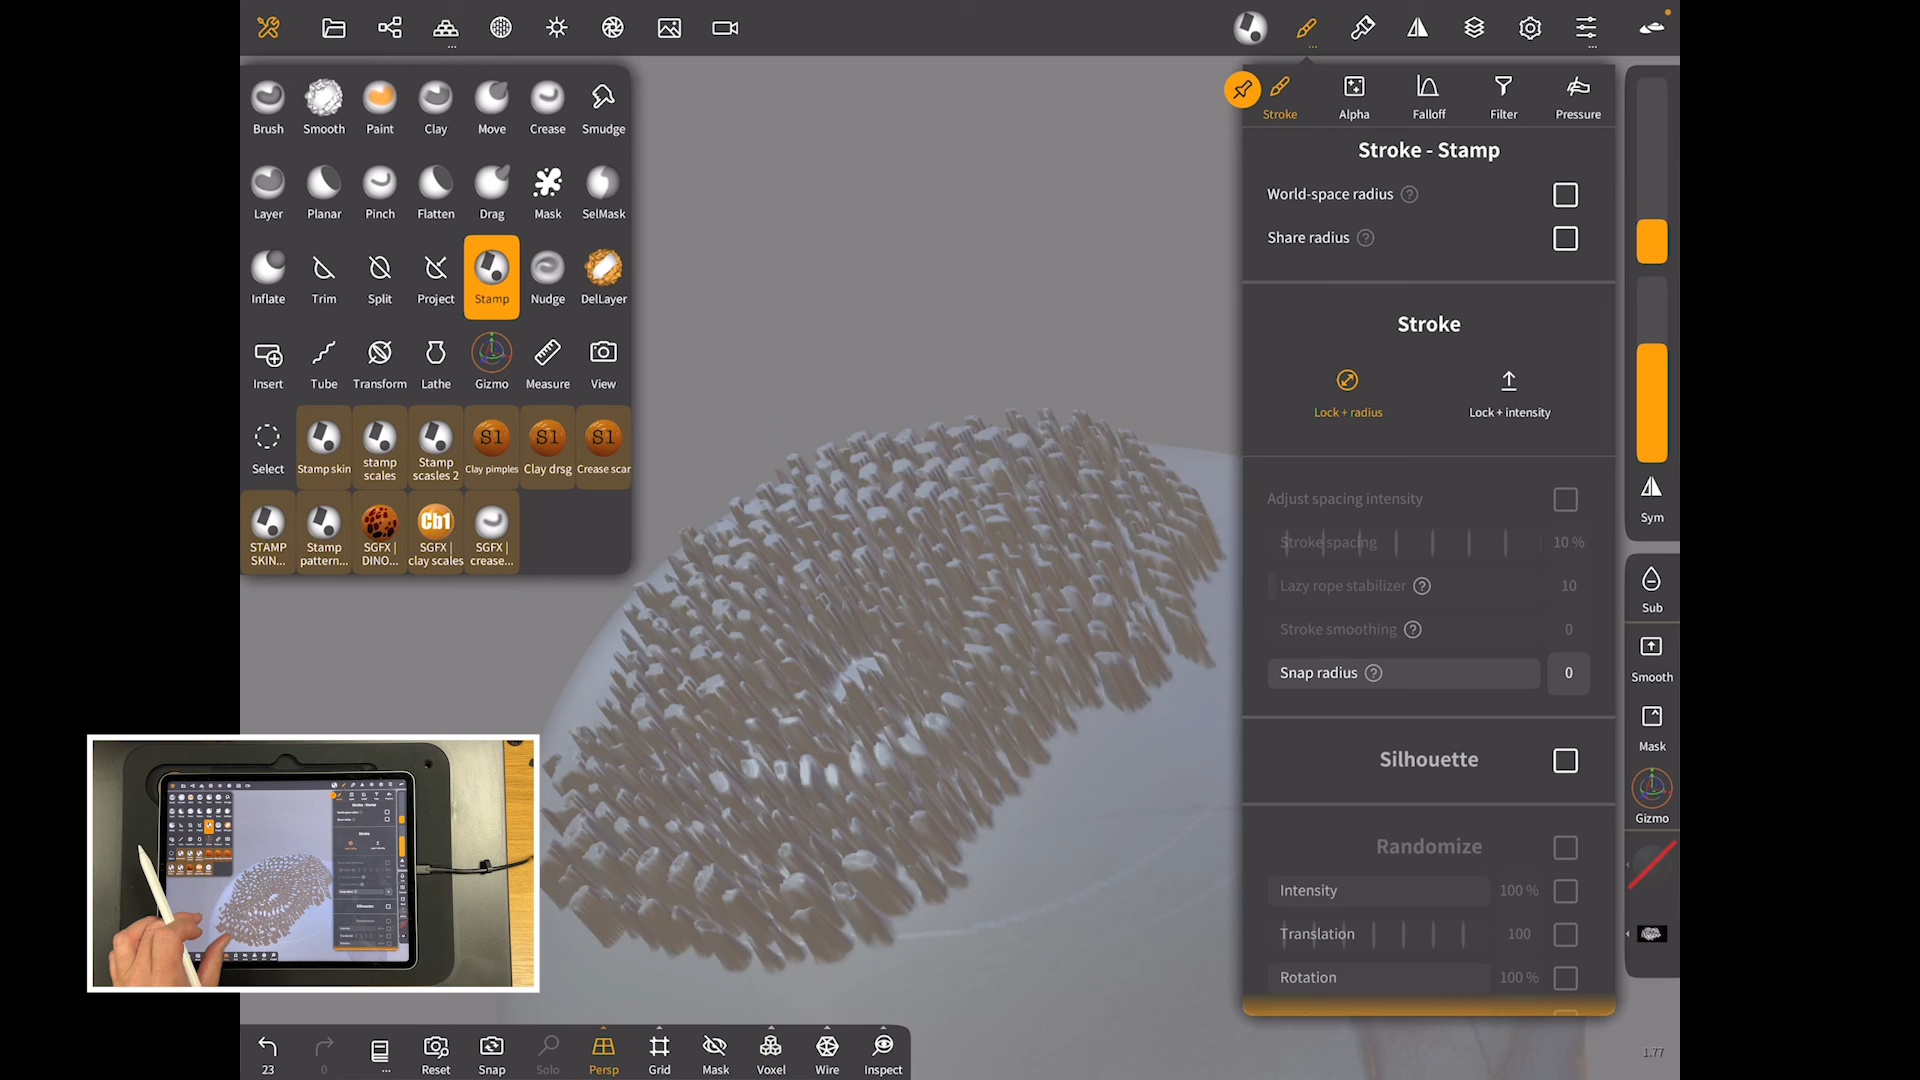 Brush Smooth Paint Clay Move Crease Smudge
Layer Planar Pinch Flatten Drag Mask SelMask
Inflate Trim Split Project Stamp Nudge DelLayer
Insert Tube Transform Lathe Gizmo Measure View
S1 S1 S1
Select Stamp skin stamp scales Stamp scasles 2 Clay pimples Clay drsg Crease scar
Cb1
STAMP SKIN... Stamp pattern... SGFX | DINO... SGFX | clay scales SGFX | crease...
Stroke Alpha Falloff Filter Pressure
Stroke - Stamp
World-space radius ?
Share radius ?
Stroke
Lock + radius Lock + intensity
Adjust spacing intensity
Stroke spacing 10 %
Lazy rope stabilizer ? 10
Stroke smoothing ? 0
Snap radius ? 0
Silhouette
Randomize
Intensity 100 %
Translation 100
Rotation 100 %
Sym
Sub
Smooth
Mask
Gizmo
1.77
23 0 ... Reset Snap Solo Persp Grid Mask Voxel Wire Inspect